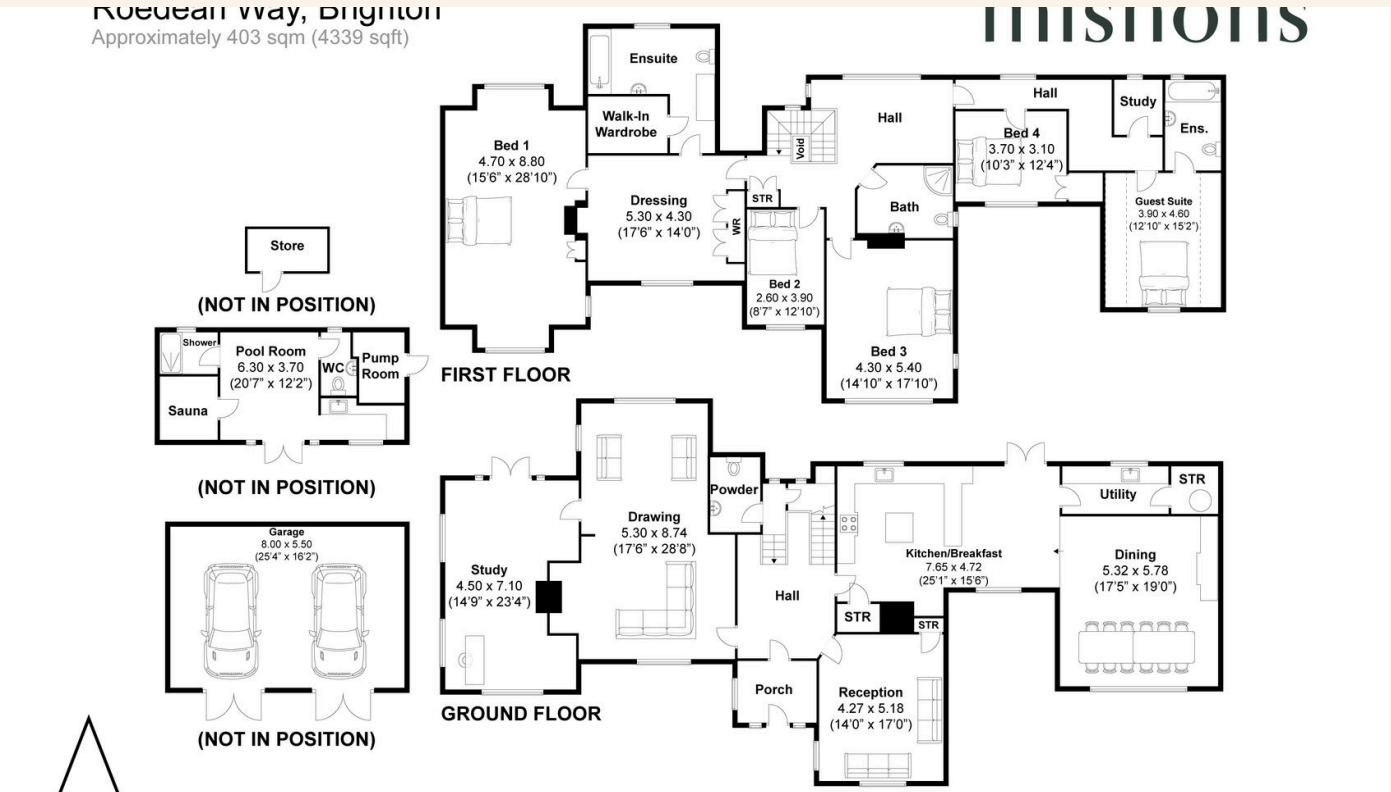 Roedean Way, Brighton
Approximately 403 sqm (4339 sqft)
mishons
Ensuite
Walk-In
Wardrobe
Bed 1
4.70 x 8.80
(15'6" x 28'10")
Dressing
5.30 x 4.30
(17'6" x 14'0")
WR
STR
Void
Hall
Bath
Bed 2
2.60 x 3.90
(8'7" x 12'10")
Bed 3
4.30 x 5.40
(14'10" x 17'10")
Hall
Bed 4
3.70 x 3.10
(10'3" x 12'4")
Study
Ens.
Guest Suite
3.90 x 4.60
(12'10" x 15'2")
FIRST FLOOR
Store
(NOT IN POSITION)
Shower
Pool Room
6.30 x 3.70
(20'7" x 12'2")
WC
Pump
Room
Sauna
(NOT IN POSITION)
Garage
8.00 x 5.50
(25'4" x 16'2")
(NOT IN POSITION)
Study
4.50 x 7.10
(14'9" x 23'4")
Drawing
5.30 x 8.74
(17'6" x 28'8")
Powder
Hall
Porch
Kitchen/Breakfast
7.65 x 4.72
(25'1" x 15'6")
STR
STR
Reception
4.27 x 5.18
(14'0" x 17'0")
Utility
STR
Dining
5.32 x 5.78
(17'5" x 19'0")
GROUND FLOOR